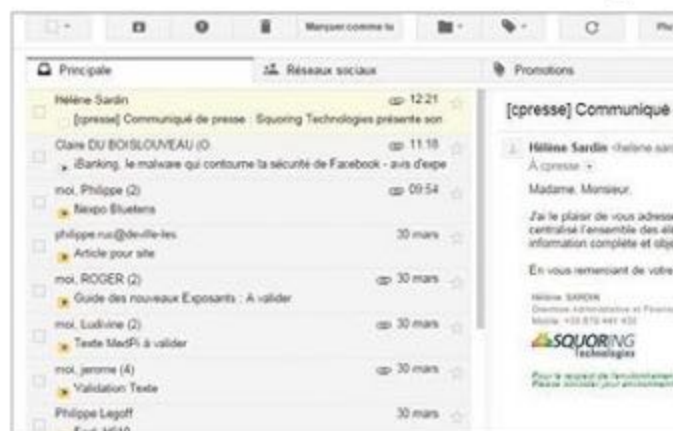 Marquer comme lu
Principale
Réseaux sociaux
Promotions
Hélène Sardin 12:21
[cpresse] Communiqué de presse : Squoring Technologies présente son
Claire DU BOISLOUVEAU (O. 11:18
iBanking, le malware qui contourne la sécurité de Facebook - avis d'expe
moi, Philippe (2) 09:54
Nexpo Bluetens
philippe.rus@deville-les 30 mars
Article pour site
moi, ROGER (2) 30 mars
Guide des nouveaux Exposants : A valider
moi, Ludivine (2) 30 mars
Texte MedPi à valider
moi, jerome (4) 30 mars
Validation Texte
Philippe Legoff 30 mars
[cpresse] Communiqué
Hélène Sardin
À cpresse
Madame, Monsieur,
J'ai le plaisir de vous adresse
centralisé l'ensemble des élé
information complète et obje
En vous remerciant de votre
Hélène SARDIN
SQUORING
Technologies